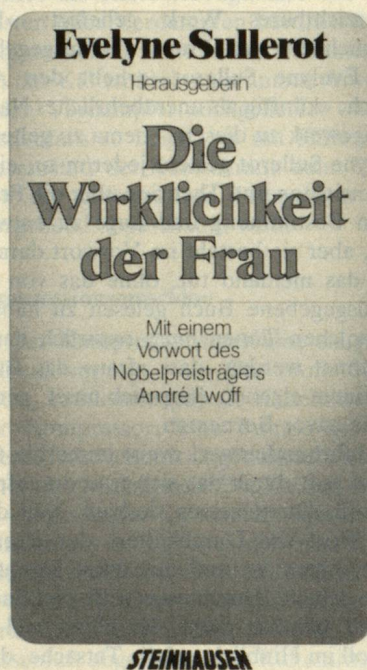 Evelyne Sullerot
Herausgeberin
Die
Wirklichkeit
der Frau
Mit einem
Vorwort des
Nobelpreisträgers
André Lwoff
STEINHAUSEN